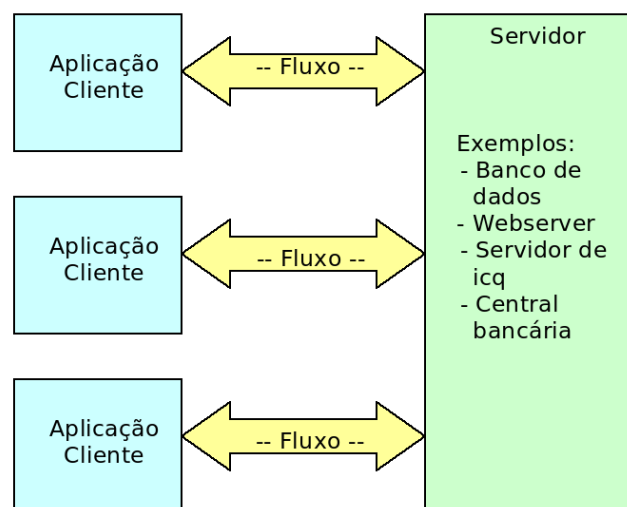 Aplicação
Cliente
-- Fluxo --
Servidor
Exemplos:
- Banco de
dados
- Webserver
- Servidor de
icq
- Central
bancária
Aplicação
Cliente
-- Fluxo --
Aplicação
Cliente
-- Fluxo --